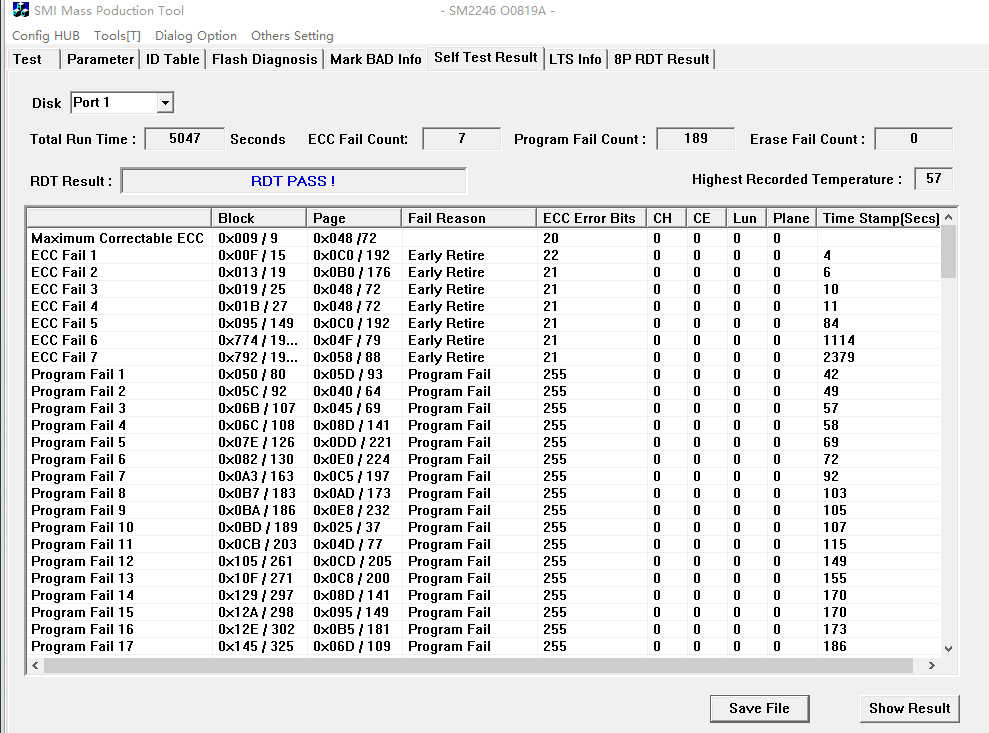 SMI Mass Poduction Tool - SM2246 O0819A -
Config HUB Tools[T] Dialog Option Others Setting
Test Parameter ID Table Flash Diagnosis Mark BAD Info Self Test Result LTS Info 8P RDT Result
Disk Port 1
Total Run Time : 5047 Seconds ECC Fail Count: 7 Program Fail Count : 189 Erase Fail Count : 0
RDT Result : RDT PASS ! Highest Recorded Temperature : 57
Block Page Fail Reason ECC Error Bits CH CE Lun Plane Time Stamp(Secs)
Maximum Correctable ECC 0x009 / 9 0x048 /72 20 0 0 0 0
ECC Fail 1 0x00F / 15 0x0C0 / 192 Early Retire 22 0 0 0 0 4
ECC Fail 2 0x013 / 19 0x0B0 / 176 Early Retire 21 0 0 0 0 6
ECC Fail 3 0x019 / 25 0x048 / 72 Early Retire 21 0 0 0 0 10
ECC Fail 4 0x01B / 27 0x048 / 72 Early Retire 21 0 0 0 0 11
ECC Fail 5 0x095 / 149 0x0C0 / 192 Early Retire 21 0 0 0 0 84
ECC Fail 6 0x774 / 19... 0x04F / 79 Early Retire 21 0 0 0 0 1114
ECC Fail 7 0x792 / 19... 0x058 / 88 Early Retire 21 0 0 0 0 2379
Program Fail 1 0x050 / 80 0x05D / 93 Program Fail 255 0 0 0 0 42
Program Fail 2 0x05C / 92 0x040 / 64 Program Fail 255 0 0 0 0 49
Program Fail 3 0x06B / 107 0x045 / 69 Program Fail 255 0 0 0 0 57
Program Fail 4 0x06C / 108 0x08D / 141 Program Fail 255 0 0 0 0 58
Program Fail 5 0x07E / 126 0x0DD / 221 Program Fail 255 0 0 0 0 69
Program Fail 6 0x082 / 130 0x0E0 / 224 Program Fail 255 0 0 0 0 72
Program Fail 7 0x0A3 / 163 0x0C5 / 197 Program Fail 255 0 0 0 0 92
Program Fail 8 0x0B7 / 183 0x0AD / 173 Program Fail 255 0 0 0 0 103
Program Fail 9 0x0BA / 186 0x0E8 / 232 Program Fail 255 0 0 0 0 105
Program Fail 10 0x0BD / 189 0x025 / 37 Program Fail 255 0 0 0 0 107
Program Fail 11 0x0CB / 203 0x04D / 77 Program Fail 255 0 0 0 0 115
Program Fail 12 0x105 / 261 0x0CD / 205 Program Fail 255 0 0 0 0 149
Program Fail 13 0x10F / 271 0x0C8 / 200 Program Fail 255 0 0 0 0 155
Program Fail 14 0x129 / 297 0x08D / 141 Program Fail 255 0 0 0 0 170
Program Fail 15 0x12A / 298 0x095 / 149 Program Fail 255 0 0 0 0 170
Program Fail 16 0x12E / 302 0x0B5 / 181 Program Fail 255 0 0 0 0 173
Program Fail 17 0x145 / 325 0x06D / 109 Program Fail 255 0 0 0 0 186
Save File Show Result